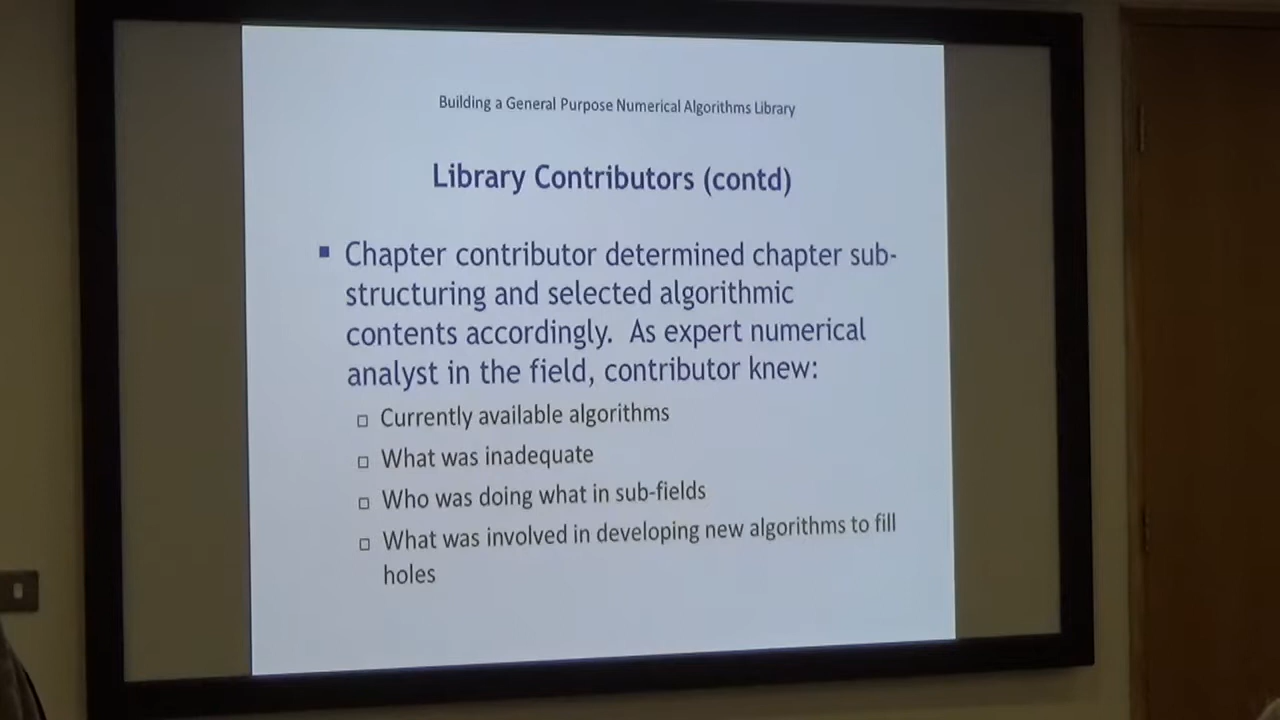 Building a General Purpose Numerical Algorithms Library
Library Contributors (contd)
Chapter contributor determined chapter sub-
structuring and selected algorithmic
contents accordingly. As expert numerical
analyst in the field, contributor knew:
Currently available algorithms
What was inadequate
Who was doing what in sub-fields
What was involved in developing new algorithms to fill
holes